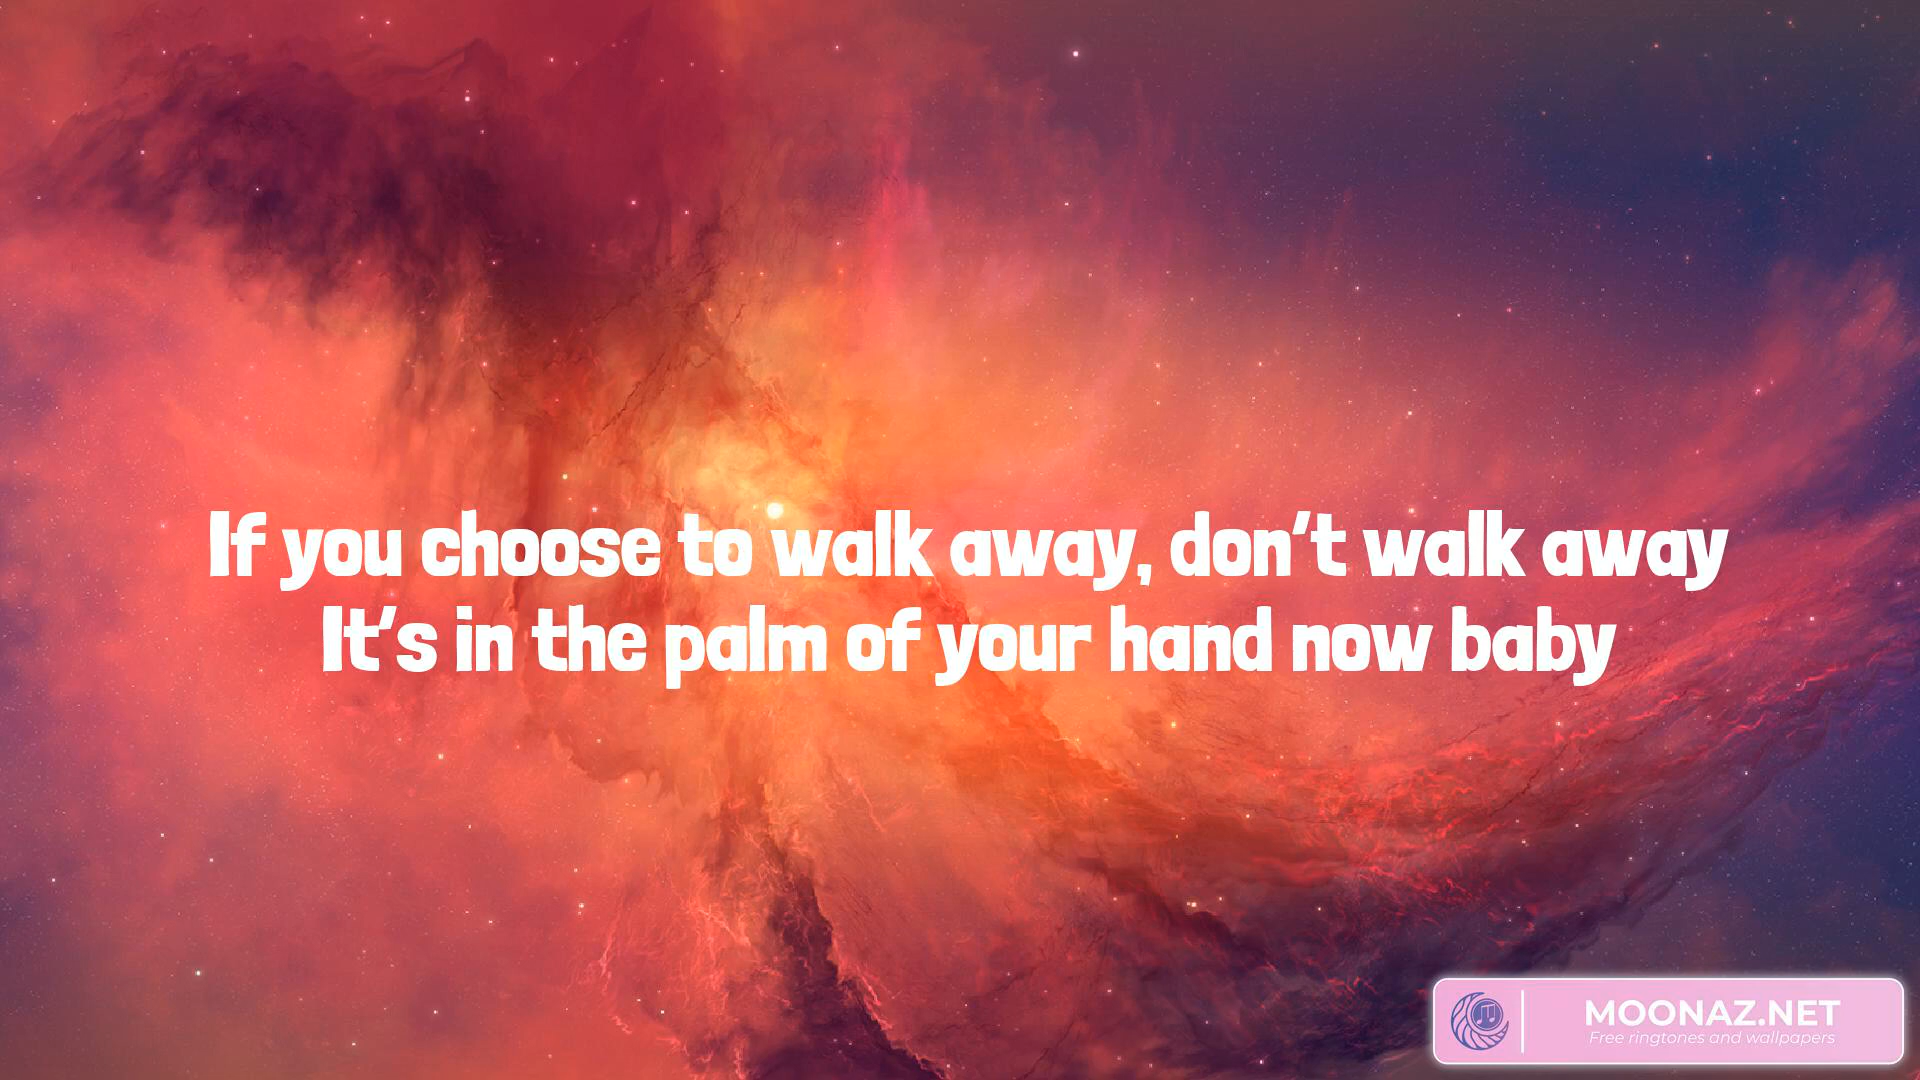 If you choose to walk away, don't walk away
It's in the palm of your hand now baby
MOONAZ.NET
Free ringtones and wallpapers